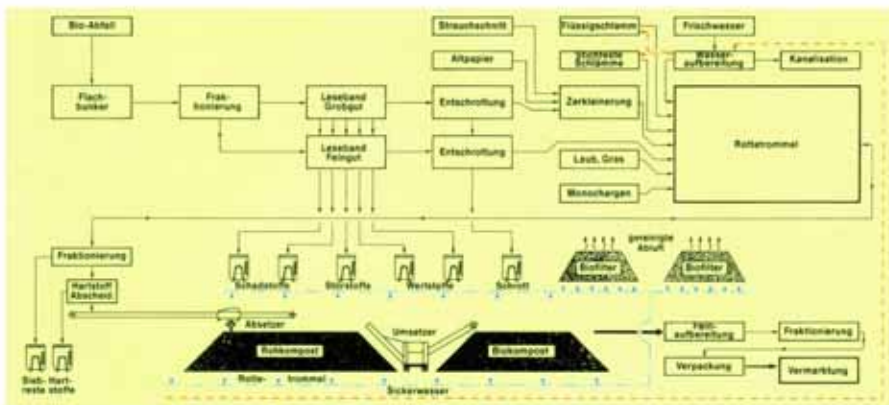 Bio-Abfall
Strauchschnitt
Flüssigschlamm
Frischwasser
Altpapier
Stichfeste
Schlämme
Wasser-
aufbereitung
Kanalisation
Flach-
bunker
Frak-
tionierung
Leseband
Grobgut
Entschrottung
Zerkleinerung
Rottetrommel
Leseband
Feingut
Entschrottung
Laub, Gras
Monochargen
Fraktionierung
gereinigte
Abluft
Biofilter
Biofilter
Hartstoff
Abscheid.
Schadstoffe
Störstoffe
Wertstoffe
Schrott
Absetzer
Umsetzer
Rohkompost
Biokompost
Fein-
aufbereitung
Fraktionierung
Verpackung
Vermarktung
Sieb-
reste
Hart-
stoffe
Rotte-
trommel
Sickerwasser